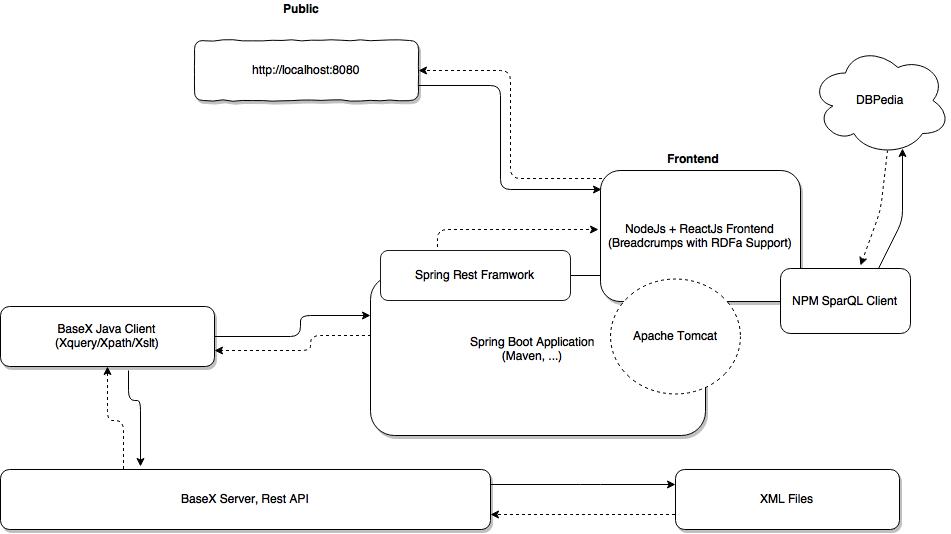 Public
http://localhost:8080
DBPedia
Frontend
NodeJs + ReactJs Frontend
(Breadcrumps with RDFa Support)
Spring Rest Framwork
NPM SparQL Client
BaseX Java Client
(Xquery/Xpath/Xslt)
Spring Boot Application
(Maven, ...)
Apache Tomcat
BaseX Server, Rest API
XML Files